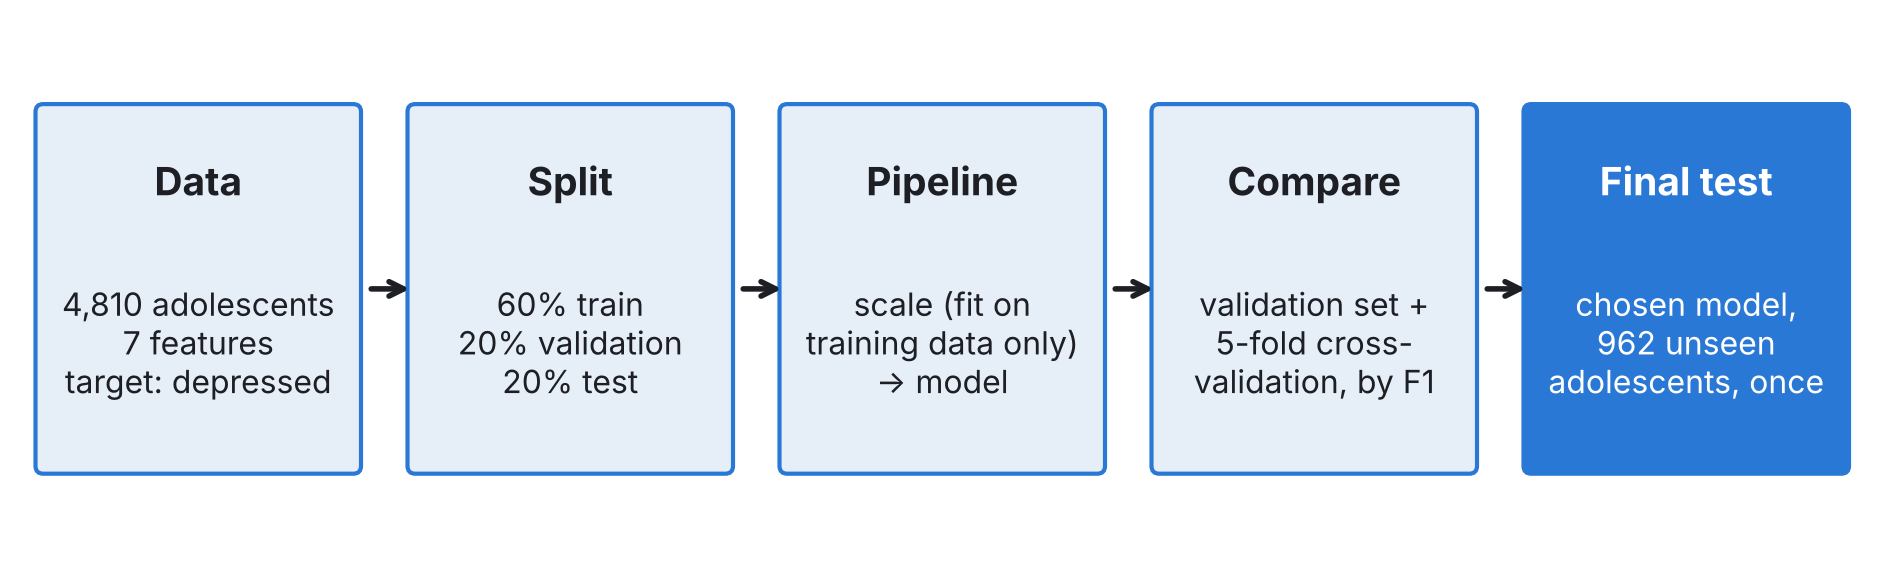 Data
4,810 adolescents
7 features
target: depressed
Split
60% train
20% validation
20% test
Pipeline
scale (fit on
training data only)
→ model
Compare
validation set +
5-fold cross-
validation, by F1
Final test
chosen model,
962 unseen
adolescents, once